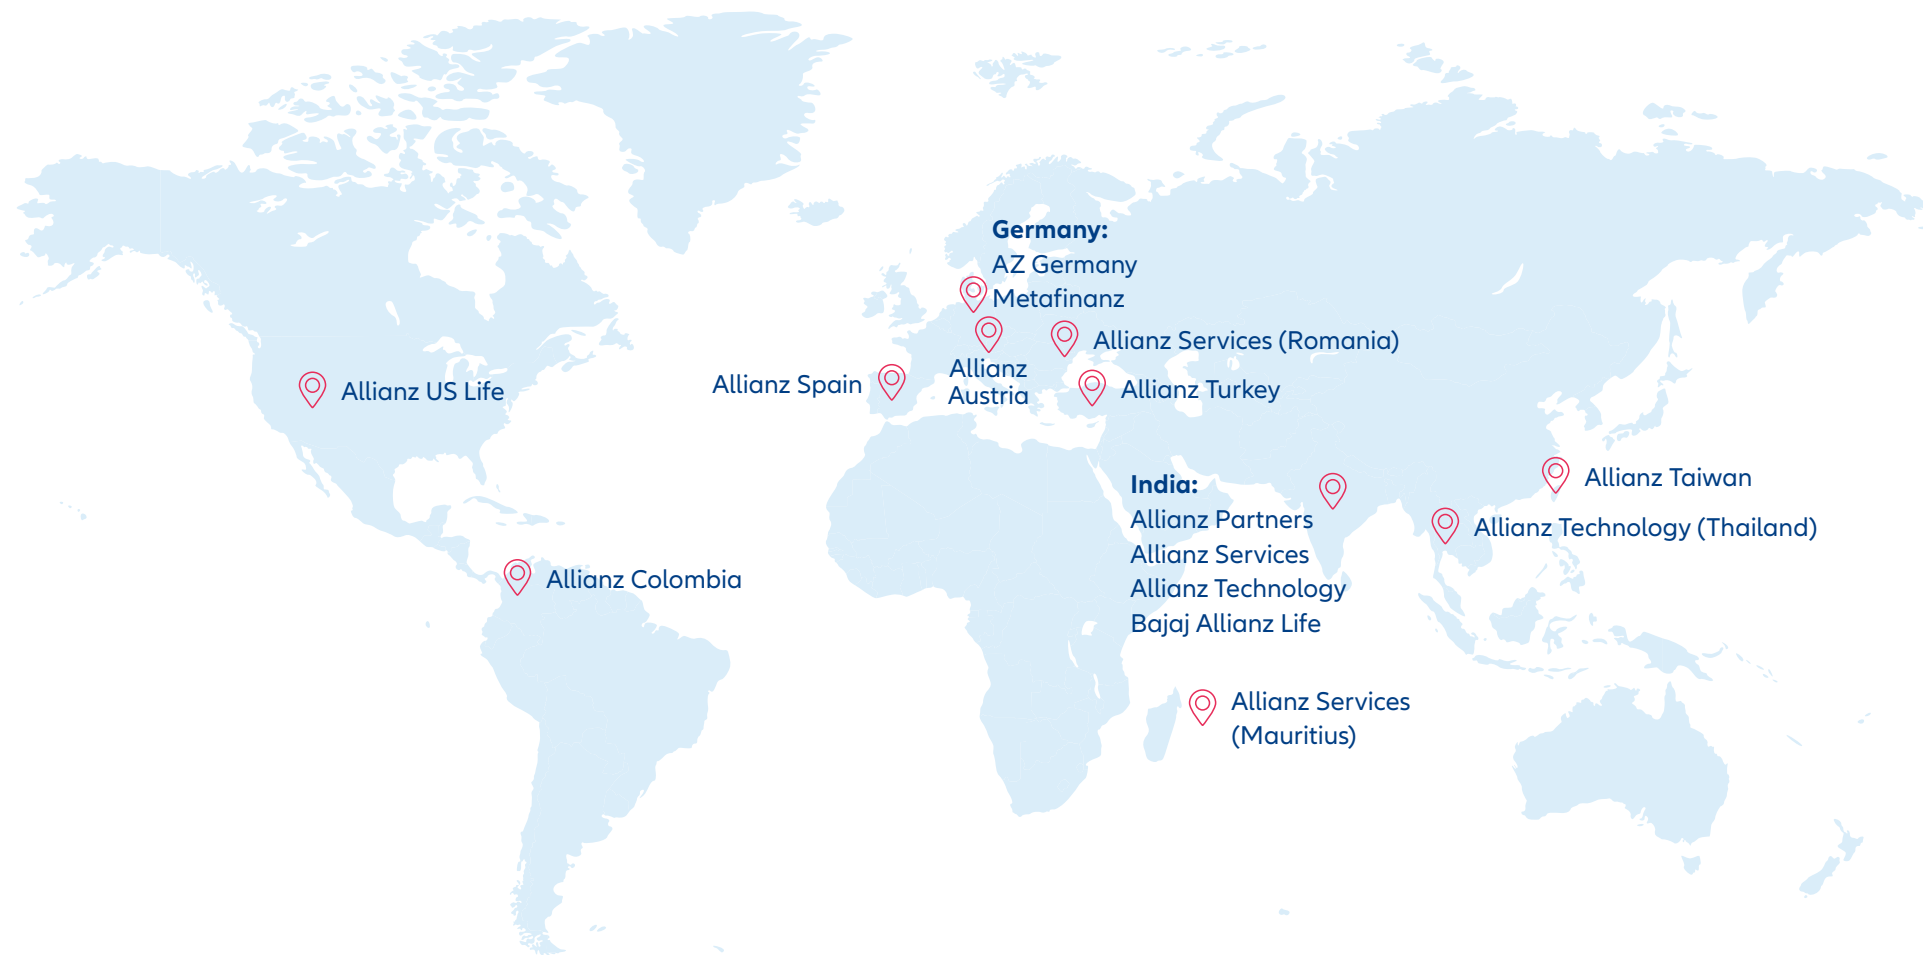 Germany:
AZ Germany
Metafinanz
Allianz Services (Romania)
Allianz
Austria
Allianz Spain
Allianz Turkey
Allianz US Life
Allianz Taiwan
India:
Allianz Partners
Allianz Services
Allianz Technology
Bajaj Allianz Life
Allianz Technology (Thailand)
Allianz Colombia
Allianz Services
(Mauritius)